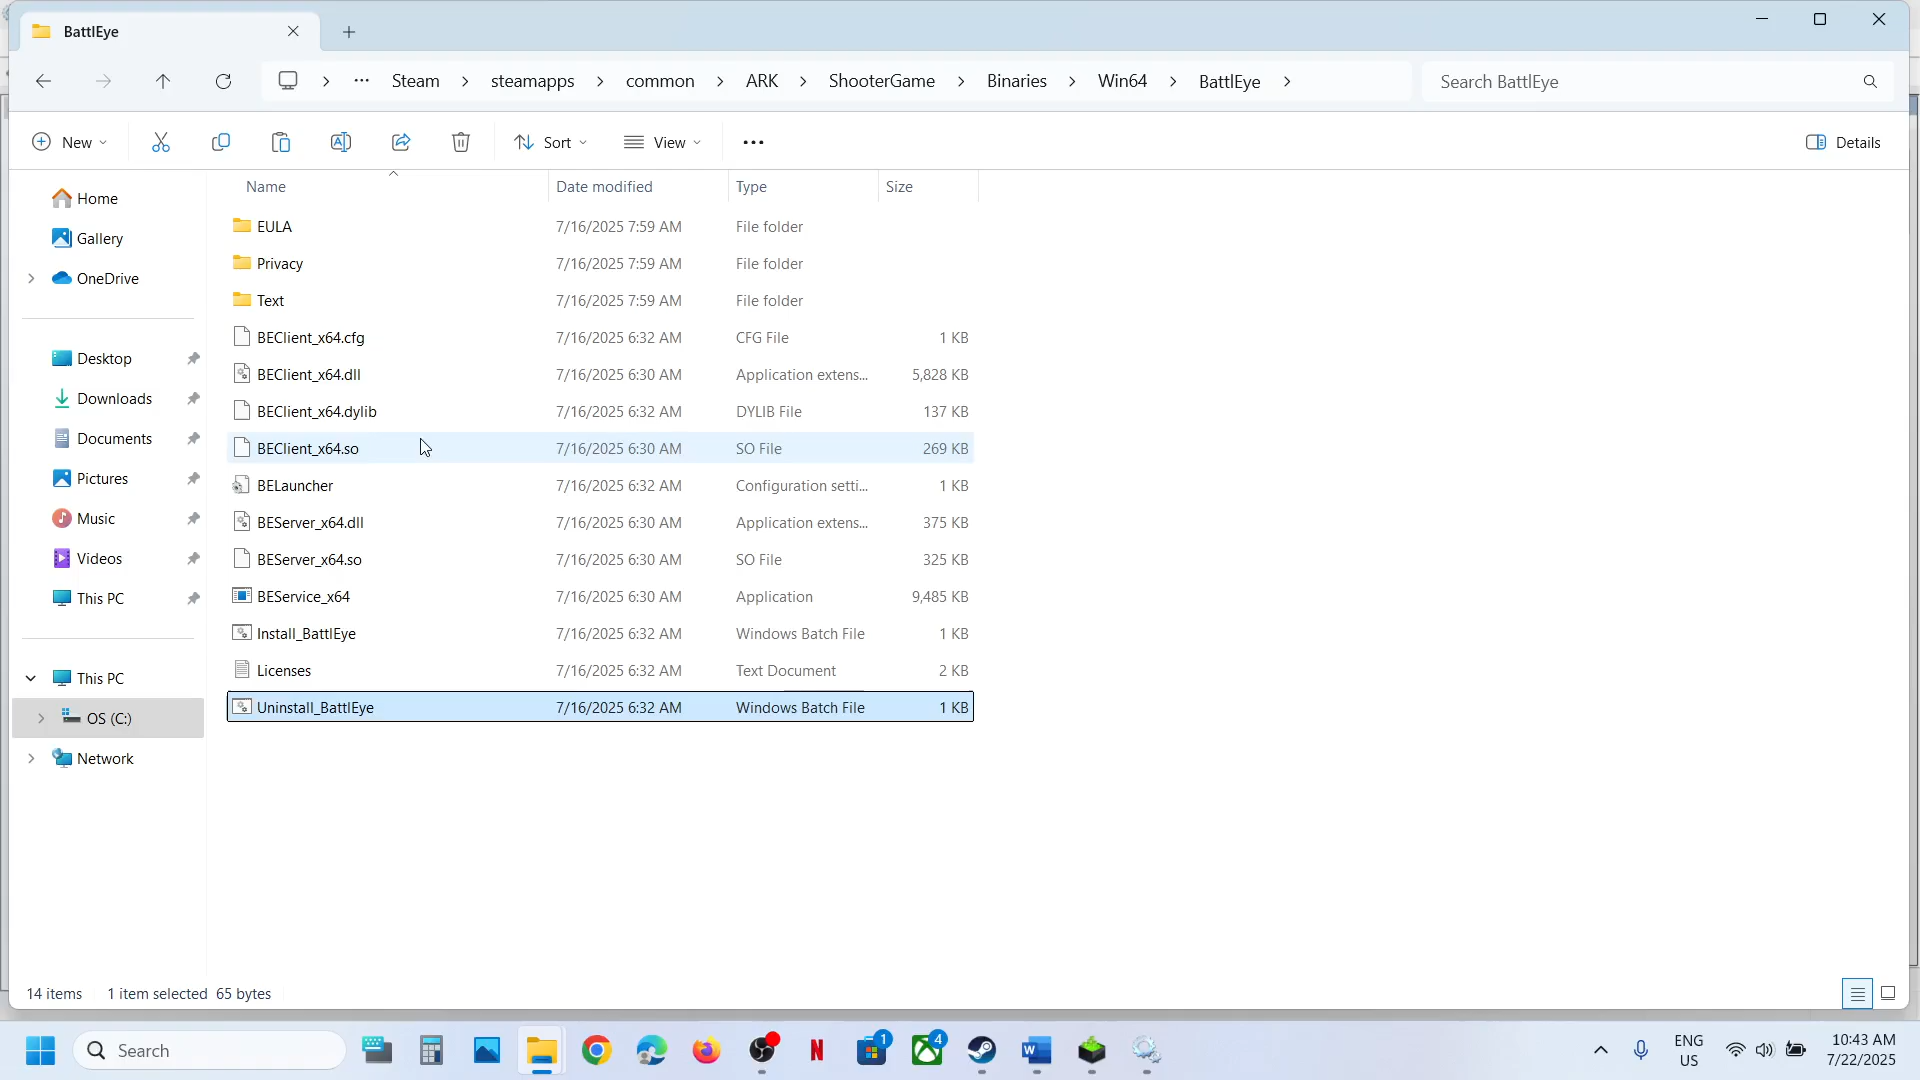 BattlEye
Steam
steamapps
common
ARK
ShooterGame
Binaries
Win64
BattlEye
Search BattlEye
New
Sort
View
Details
Name
Date modified
Type
Size
Home
Gallery
OneDrive
Desktop
Downloads
Documents
Pictures
Music
Videos
This PC
This PC
OS (C:)
Network
EULA 7/16/2025 7:59 AM File folder
Privacy 7/16/2025 7:59 AM File folder
Text 7/16/2025 7:59 AM File folder
BEClient_x64.cfg 7/16/2025 6:32 AM CFG File 1 KB
BEClient_x64.dll 7/16/2025 6:30 AM Application extens... 5,828 KB
BEClient_x64.dylib 7/16/2025 6:32 AM DYLIB File 137 KB
BEClient_x64.so 7/16/2025 6:30 AM SO File 269 KB
BELauncher 7/16/2025 6:32 AM Configuration setti... 1 KB
BEServer_x64.dll 7/16/2025 6:30 AM Application extens... 375 KB
BEServer_x64.so 7/16/2025 6:30 AM SO File 325 KB
BEService_x64 7/16/2025 6:30 AM Application 9,485 KB
Install_BattlEye 7/16/2025 6:32 AM Windows Batch File 1 KB
Licenses 7/16/2025 6:32 AM Text Document 2 KB
Uninstall_BattlEye 7/16/2025 6:32 AM Windows Batch File 1 KB
14 items
1 item selected 65 bytes
Search
1
4
ENG
US
10:43 AM
7/22/2025